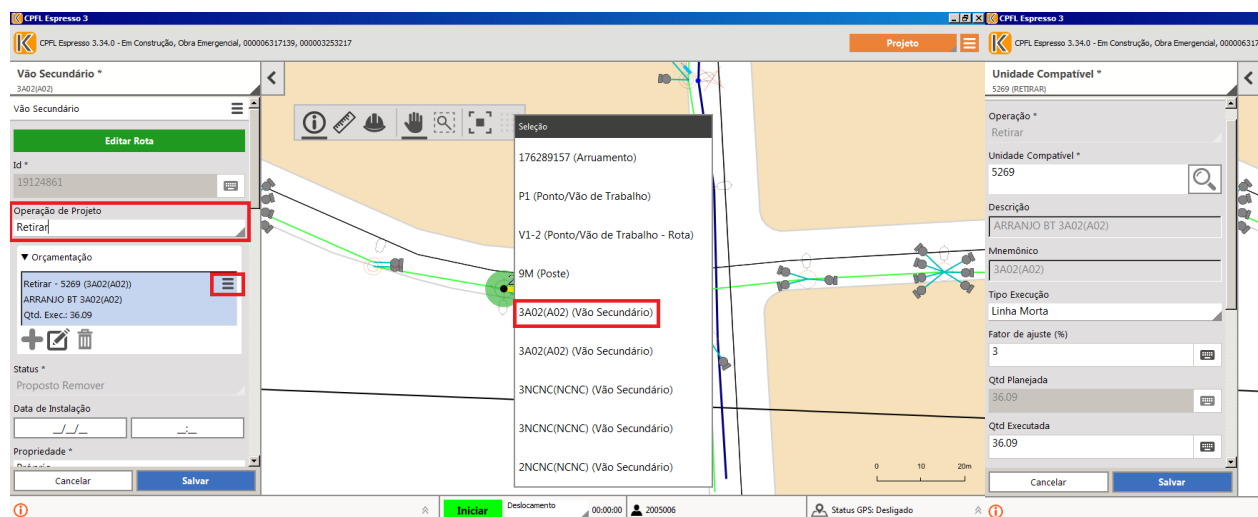 CPFL Espresso 3
CPFL Espresso 3.34.0 - Em Construção, Obra Emergencial, 000006317139, 000003253217
Projeto
Vão Secundário *
3A02(A02)
Vão Secundário
Editar Rota
Id *
19124861
Operação de Projeto
Retirar
▼ Orçamentação
Retirar - 5269 (3A02(A02))
ARRANJO BT 3A02(A02)
Qtd. Exec.: 36.09
Status *
Proposto Remover
Data de Instalação
__/__/__
__:__
Propriedade *
Cancelar
Salvar
Seleção
176289157 (Arruamento)
P1 (Ponto/Vão de Trabalho)
V1-2 (Ponto/Vão de Trabalho - Rota)
9M (Poste)
3A02(A02) (Vão Secundário)
3A02(A02) (Vão Secundário)
3NCNC(NCNC) (Vão Secundário)
3NCNC(NCNC) (Vão Secundário)
2NCNC(NCNC) (Vão Secundário)
0 10 20m
Iniciar
Deslocamento
00:00:00
2005006
Status GPS: Desligado
CPFL Espresso 3
CPFL Espresso 3.34.0 - Em Construção, Obra Emergencial, 000006317
Unidade Compatível *
5269 (RETIRAR)
Operação *
Retirar
Unidade Compatível *
5269
Descrição
ARRANJO BT 3A02(A02)
Mnemônico
3A02(A02)
Tipo Execução
Linha Morta
Fator de ajuste (%)
3
Qtd Planejada
36.09
Qtd Executada
36.09
Cancelar
Salvar